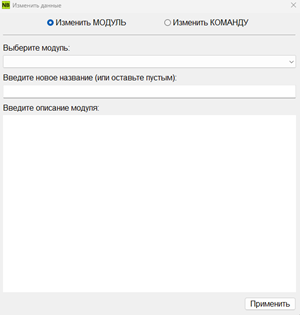 NB Изменить данные
Изменить МОДУЛЬ Изменить КОМАНДУ
Выберите модуль:
Введите новое название (или оставьте пустым):
Введите описание модуля:
Применить